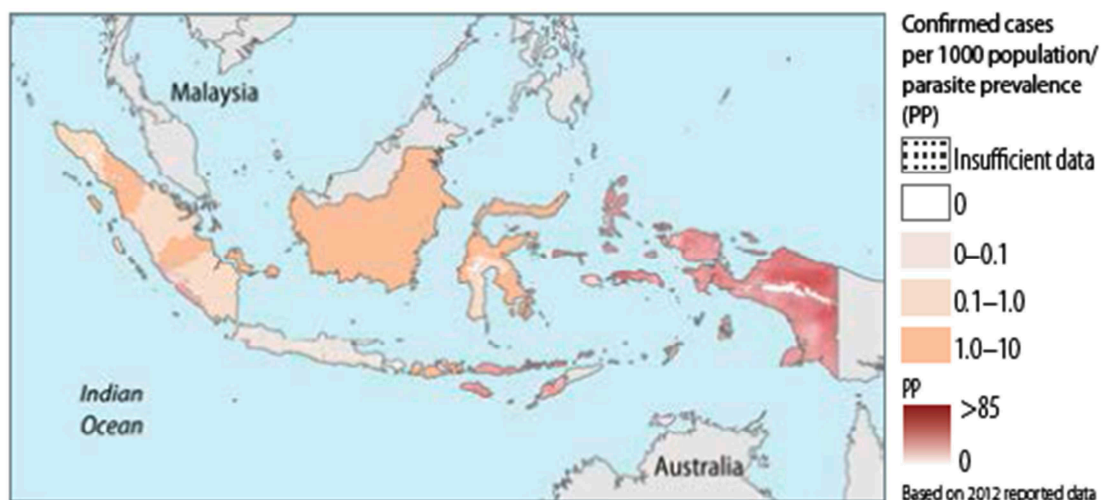 Malaysia
Indian
Ocean
Australia
Confirmed cases
per 1000 population/
parasite prevalence
(PP)
Insufficient data
0
0–0.1
0.1–1.0
1.0–10
PP
>85
0
Based on 2012 reported data